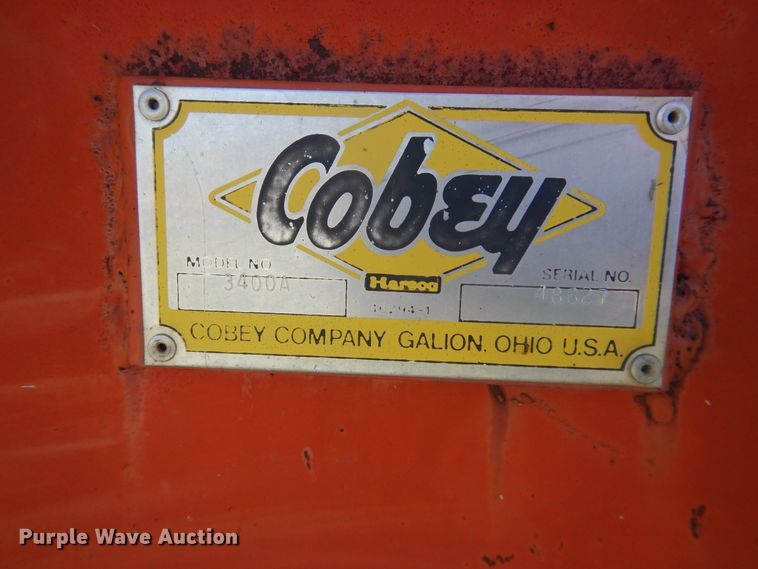 Cobey
MODEL NO.
SERIAL NO.
3400A
Harsco
COBEY COMPANY GALION, OHIO U.S.A.
Purple Wave Auction